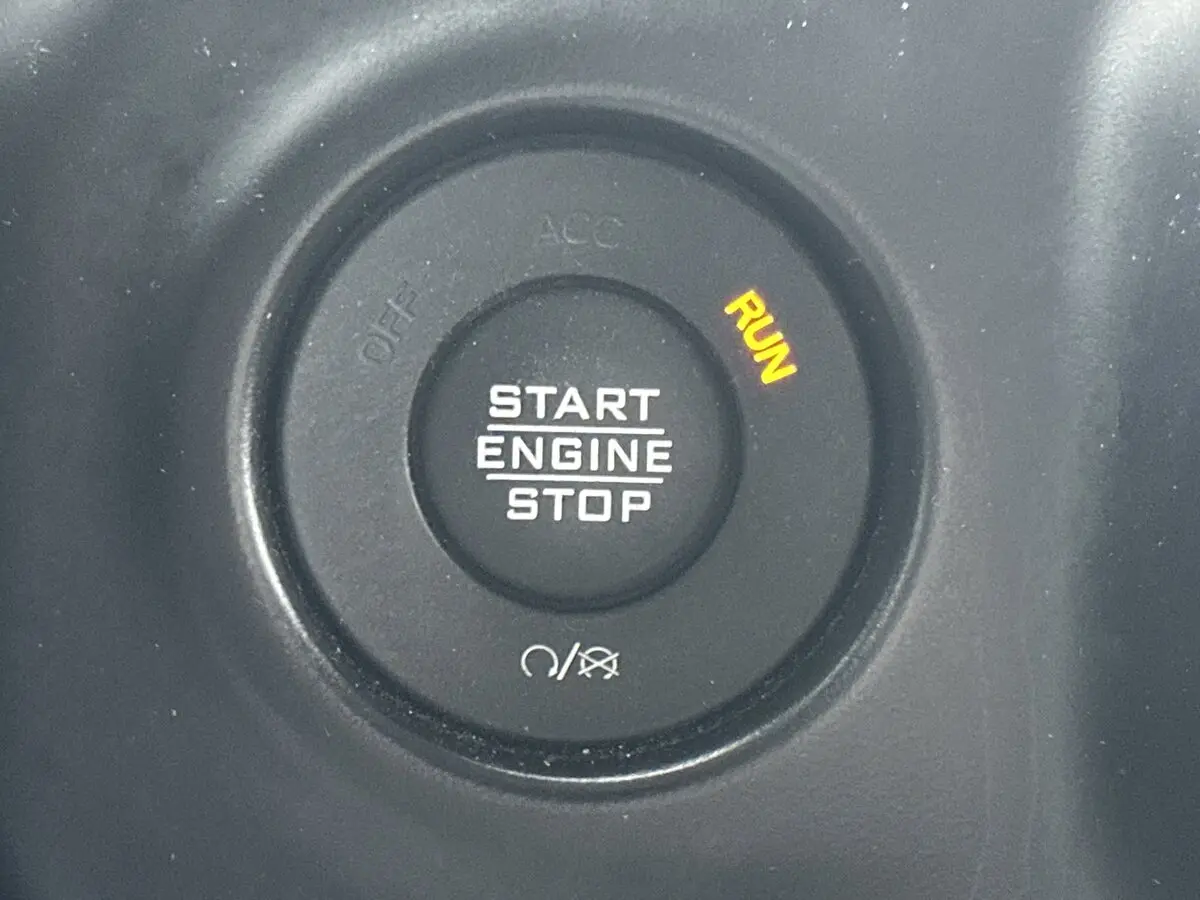 ACC
OFF
RUN
START
ENGINE
STOP